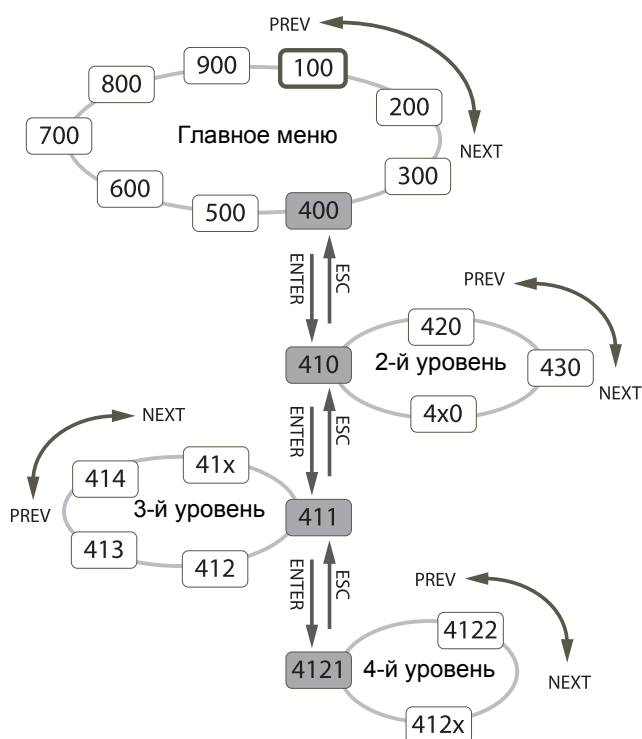 PREV
900
100
800
200
700
Главное меню
NEXT
600
300
500
400
ENTER
ESC
PREV
420
410
2-й уровень
430
NEXT
4x0
ENTER
ESC
NEXT
414
41x
PREV
3-й уровень
411
413
412
ENTER
ESC
PREV
4122
4121
4-й уровень
NEXT
412x